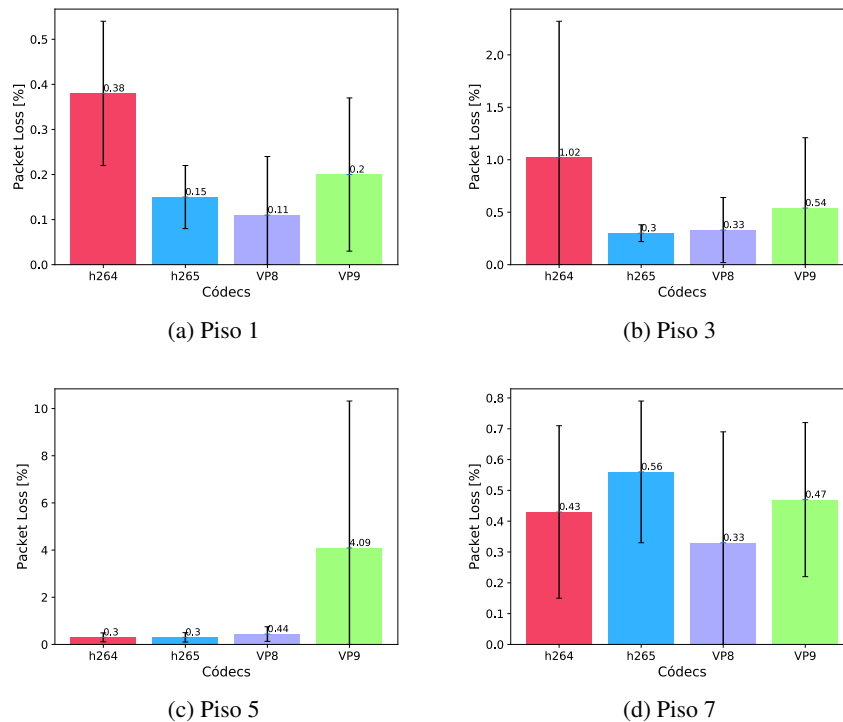 0.5
0.4
0.3
0.2
0.1
0.0
Packet Loss [%]
0.38
0.15
0.11
0.2
h264 h265 VP8 VP9
Códecs
(a) Piso 1
2.0
1.5
1.0
0.5
0.0
Packet Loss [%]
1.02
0.3
0.33
0.54
h264 h265 VP8 VP9
Códecs
(b) Piso 3
10
8
6
4
2
0
Packet Loss [%]
0.3
0.3
0.44
4.09
h264 h265 VP8 VP9
Códecs
(c) Piso 5
0.8
0.7
0.6
0.5
0.4
0.3
0.2
0.1
0.0
Packet Loss [%]
0.43
0.56
0.33
0.47
h264 h265 VP8 VP9
Códecs
(d) Piso 7